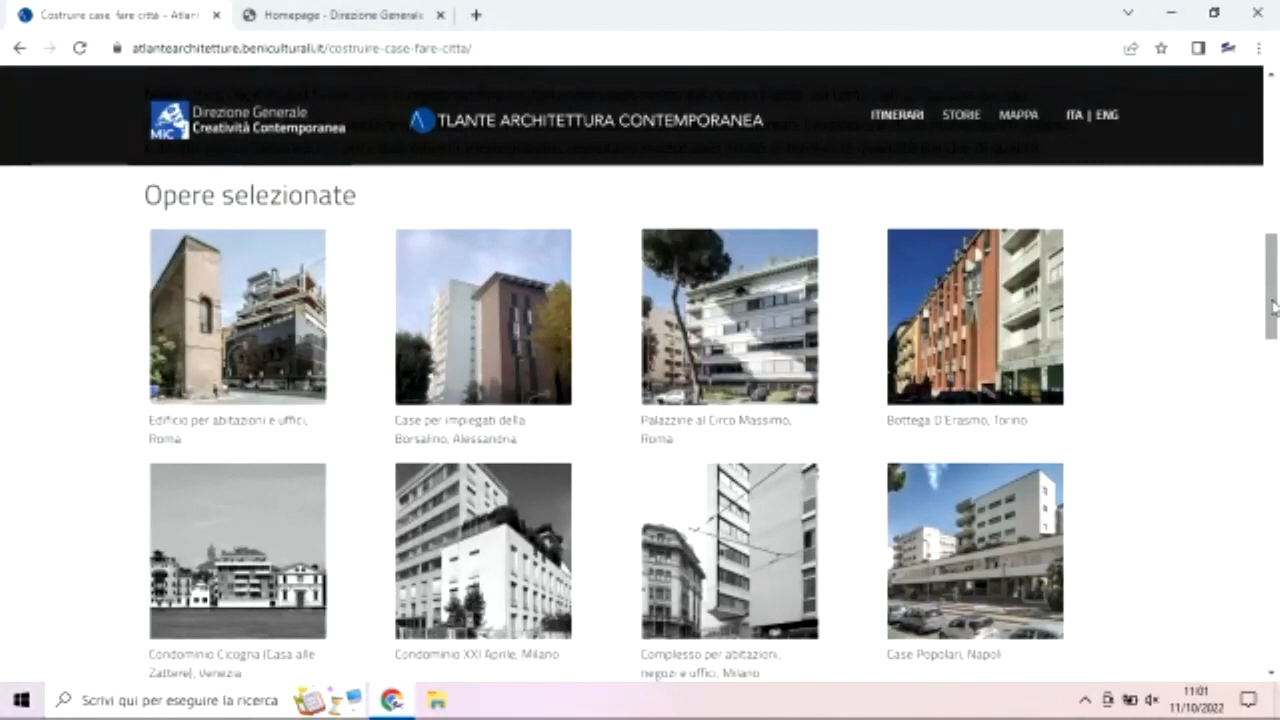 Costruire case, fare città – Atlan
Homepage - Direzione Generale
atlantearchitetture.beniculturali.it/costruire-case-fare-citta/
MiC
Direzione Generale
Creatività Contemporanea
ATLANTE ARCHITETTURA CONTEMPORANEA
ITINERARI STORIE MAPPA ITA | ENG
Opere selezionate
Edificio per abitazioni e uffici,
Roma
Case per impiegati della
Borsalino, Alessandria
Palazzine al Circo Massimo,
Roma
Bottega D'Erasmo, Torino
Condominio Cicogna (Casa alle
Zattere), Venezia
Condominio XXI Aprile, Milano
Complesso per abitazioni,
negozi e uffici, Milano
Case Popolari, Napoli
Scrivi qui per eseguire la ricerca
11:01
11/10/2022